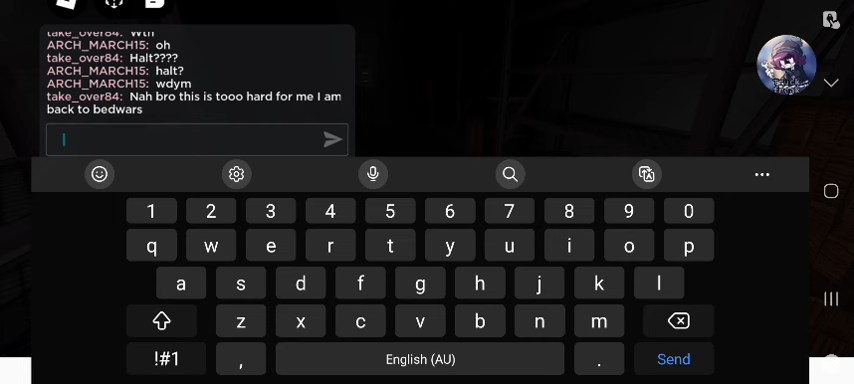 take_over84: Wth
ARCH_MARCH15: oh
take_over84: Halt????
ARCH_MARCH15: halt?
ARCH_MARCH15: wdym
take_over84: Nah bro this is tooo hard for me I am
back to bedwars
1 2 3 4 5 6 7 8 9 0
q w e r t y u i o p
a s d f g h j k l
z x c v b n m
!#1 , English (AU) . Send